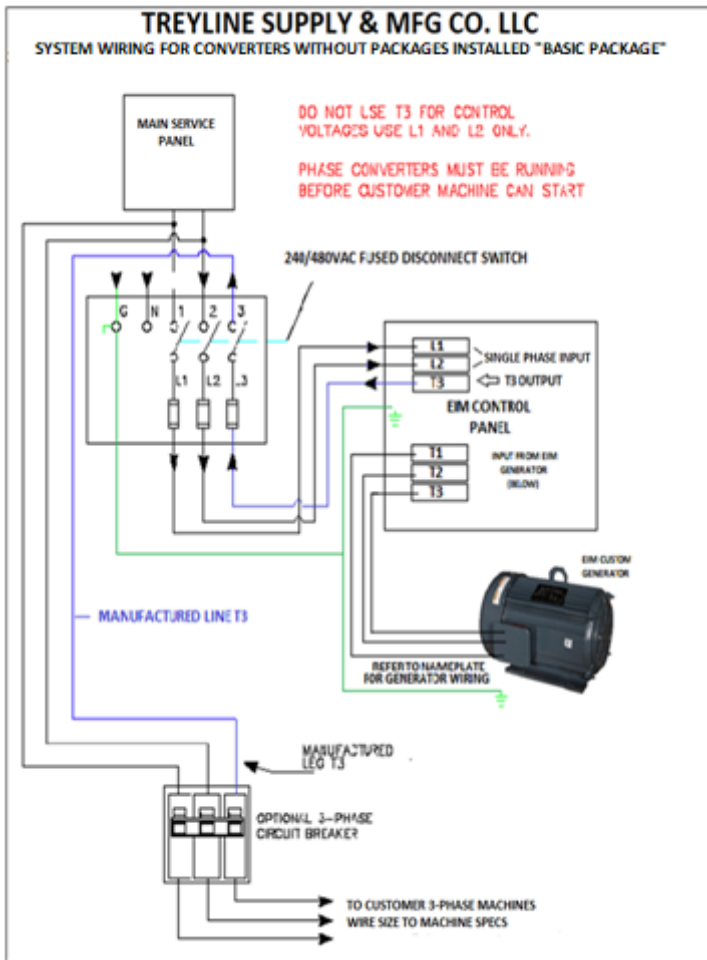 TREYLINE SUPPLY & MFG CO. LLC
SYSTEM WIRING FOR CONVERTERS WITHOUT PACKAGES INSTALLED "BASIC PACKAGE"
MAIN SERVICE
PANEL
DO NOT USE T3 FOR CONTROL
VOLTAGES USE L1 AND L2 ONLY.
PHASE CONVERTERS MUST BE RUNNING
BEFORE CUSTOMER MACHINE CAN START
240/480VAC FUSED DISCONNECT SWITCH
G N 1 2 3
L1 L2 L3
L1
L2
T3
SINGLE PHASE INPUT
T3 OUTPUT
EIM CONTROL
PANEL
T1
T2
T3
INPUT FROM EIM
GENERATOR
(BELOW)
EIM CUSTOM
GENERATOR
MANUFACTURED LINE T3
REFER TO NAMEPLATE
FOR GENERATOR WIRING
MANUFACTURED
LEG T3
OPTIONAL 3-PHASE
CIRCUIT BREAKER
TO CUSTOMER 3-PHASE MACHINES
WIRE SIZE TO MACHINE SPECS